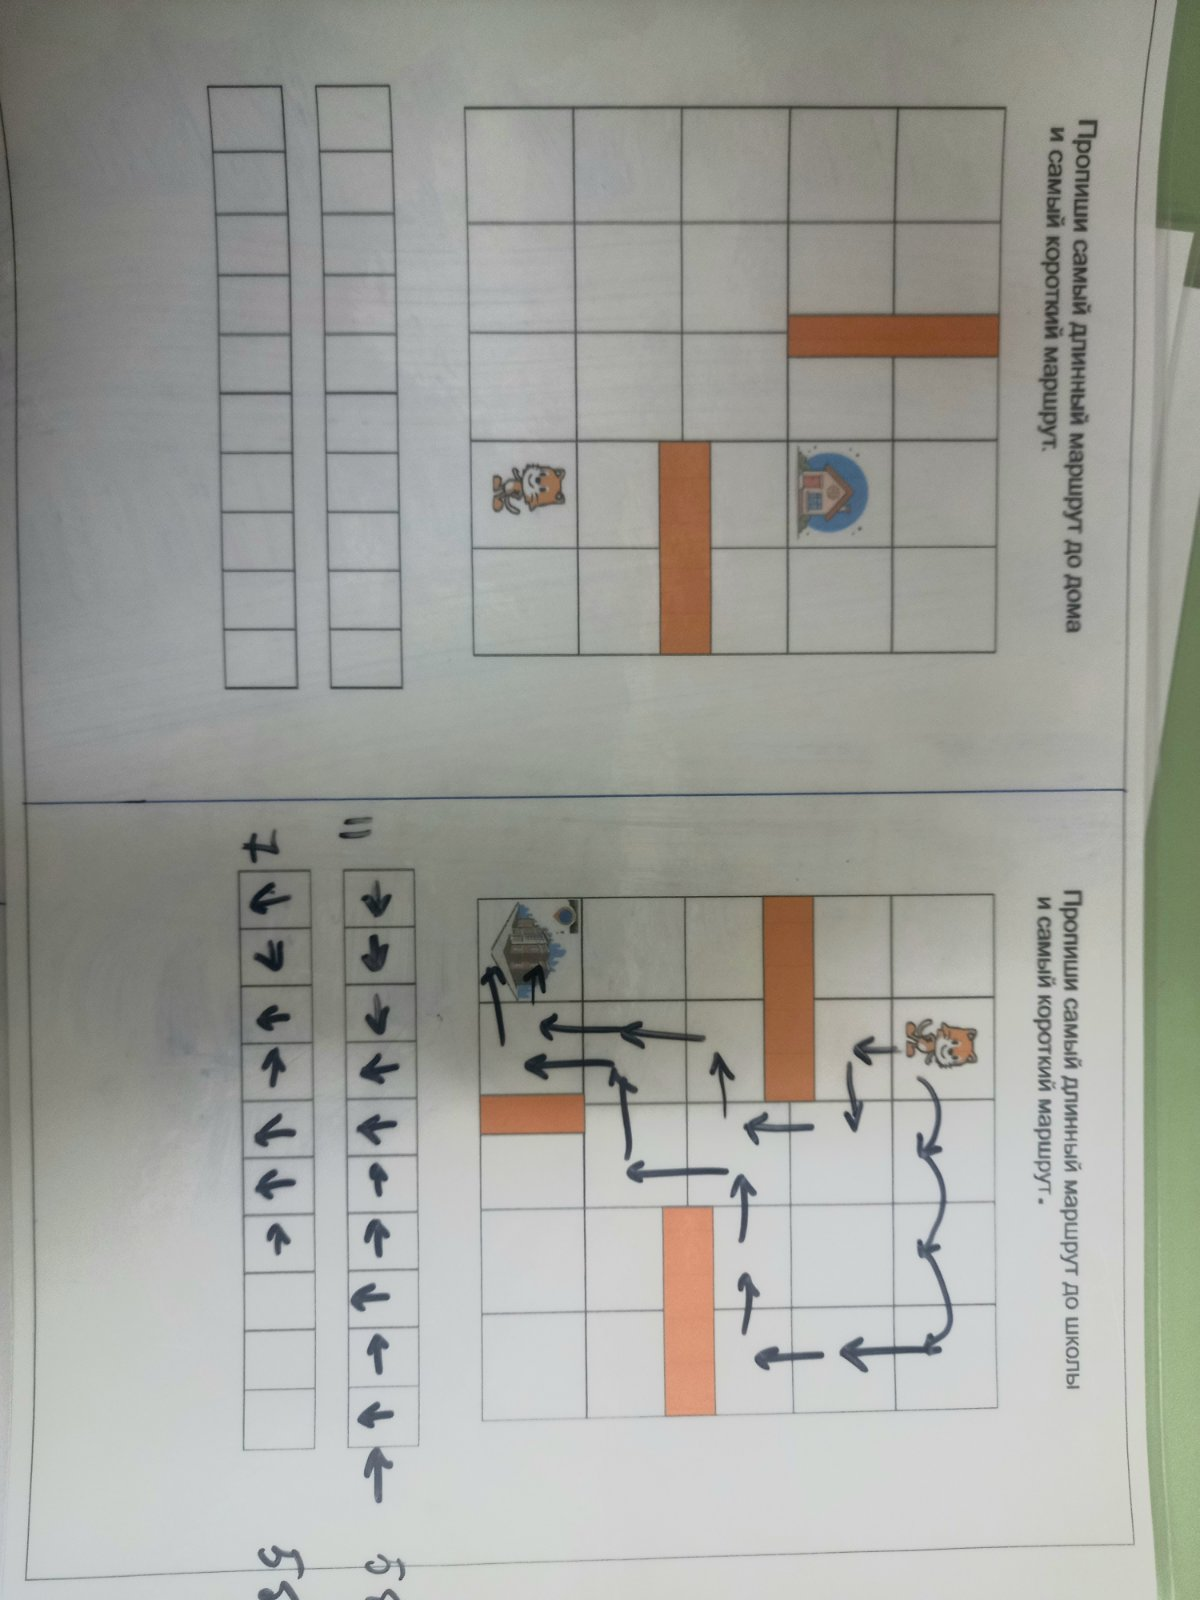 Пропиши самый длинный маршрут до дома
и самый короткий маршрут.
Пропиши самый длинный маршрут до школы
и самый короткий маршрут.
11
7